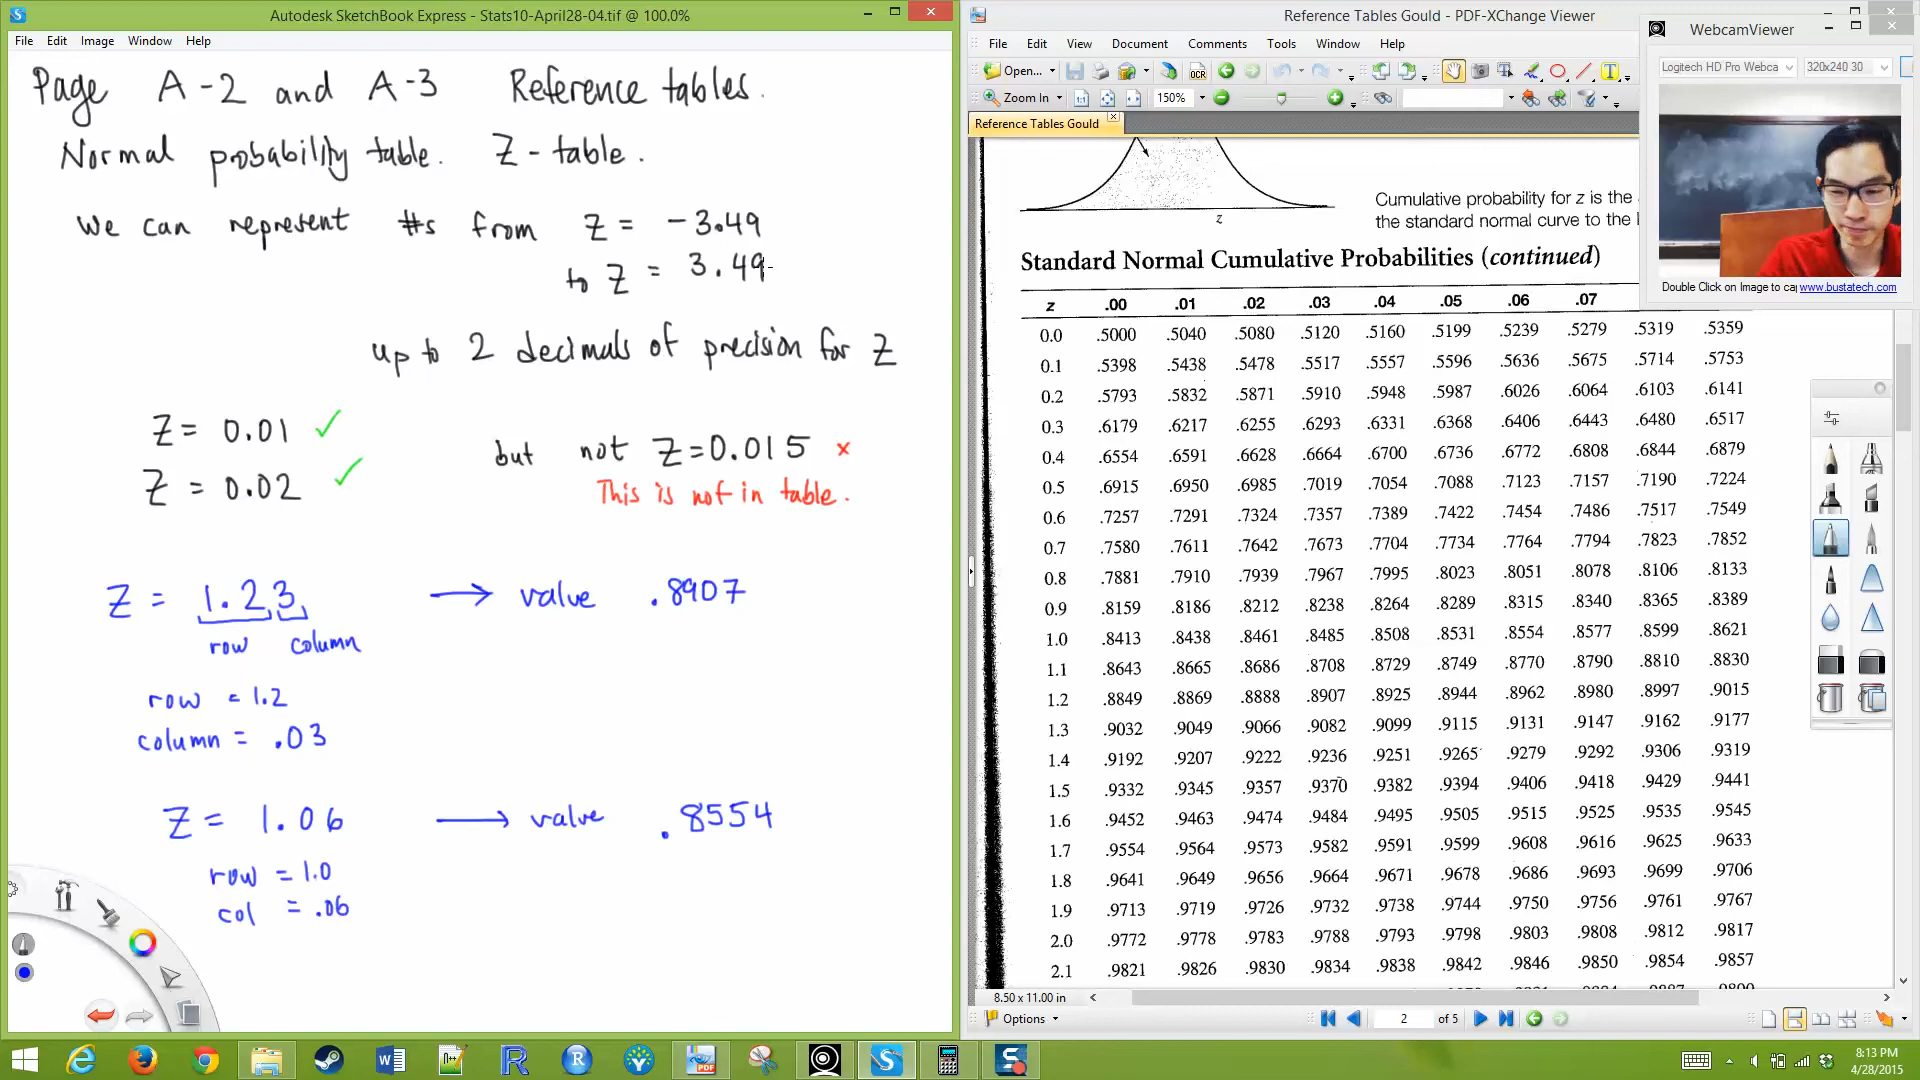 Autodesk SketchBook Express - Stats10-April28-04.tif @ 100.0%
File Edit Image Window Help
Page A-2 and A-3 Reference tables.
Normal probability table. Z-table.
We can represent #s from Z = -3.49
to Z = 3.49
up to 2 decimals of precision for Z
Z = 0.01 ✓
but not Z=0.015 ×
Z = 0.02 ✓
This is not in table.
Z = 1.23 → value .8907
row column
row = 1.2
column = .03
Z = 1.06 → value .8554
row = 1.0
col = .06
Reference Tables Gould - PDF-XChange Viewer
File Edit View Document Comments Tools Window Help
Open...
OCR
Zoom In 150%
Reference Tables Gould
z
Cumulative probability for z is the
the standard normal curve to the
Standard Normal Cumulative Probabilities (continued)
z .00 .01 .02 .03 .04 .05 .06 .07
0.0 .5000 .5040 .5080 .5120 .5160 .5199 .5239 .5279 .5319 .5359
0.1 .5398 .5438 .5478 .5517 .5557 .5596 .5636 .5675 .5714 .5753
0.2 .5793 .5832 .5871 .5910 .5948 .5987 .6026 .6064 .6103 .6141
0.3 .6179 .6217 .6255 .6293 .6331 .6368 .6406 .6443 .6480 .6517
0.4 .6554 .6591 .6628 .6664 .6700 .6736 .6772 .6808 .6844 .6879
0.5 .6915 .6950 .6985 .7019 .7054 .7088 .7123 .7157 .7190 .7224
0.6 .7257 .7291 .7324 .7357 .7389 .7422 .7454 .7486 .7517 .7549
0.7 .7580 .7611 .7642 .7673 .7704 .7734 .7764 .7794 .7823 .7852
0.8 .7881 .7910 .7939 .7967 .7995 .8023 .8051 .8078 .8106 .8133
0.9 .8159 .8186 .8212 .8238 .8264 .8289 .8315 .8340 .8365 .8389
1.0 .8413 .8438 .8461 .8485 .8508 .8531 .8554 .8577 .8599 .8621
1.1 .8643 .8665 .8686 .8708 .8729 .8749 .8770 .8790 .8810 .8830
1.2 .8849 .8869 .8888 .8907 .8925 .8944 .8962 .8980 .8997 .9015
1.3 .9032 .9049 .9066 .9082 .9099 .9115 .9131 .9147 .9162 .9177
1.4 .9192 .9207 .9222 .9236 .9251 .9265 .9279 .9292 .9306 .9319
1.5 .9332 .9345 .9357 .9370 .9382 .9394 .9406 .9418 .9429 .9441
1.6 .9452 .9463 .9474 .9484 .9495 .9505 .9515 .9525 .9535 .9545
1.7 .9554 .9564 .9573 .9582 .9591 .9599 .9608 .9616 .9625 .9633
1.8 .9641 .9649 .9656 .9664 .9671 .9678 .9686 .9693 .9699 .9706
1.9 .9713 .9719 .9726 .9732 .9738 .9744 .9750 .9756 .9761 .9767
2.0 .9772 .9778 .9783 .9788 .9793 .9798 .9803 .9808 .9812 .9817
2.1 .9821 .9826 .9830 .9834 .9838 .9842 .9846 .9850 .9854 .9857
8.50 x 11.00 in
Options 2 of 5
WebcamViewer
Logitech HD Pro Webca 320x240 30
Double Click on Image to ca www.bustatech.com
8:13 PM
4/28/2015